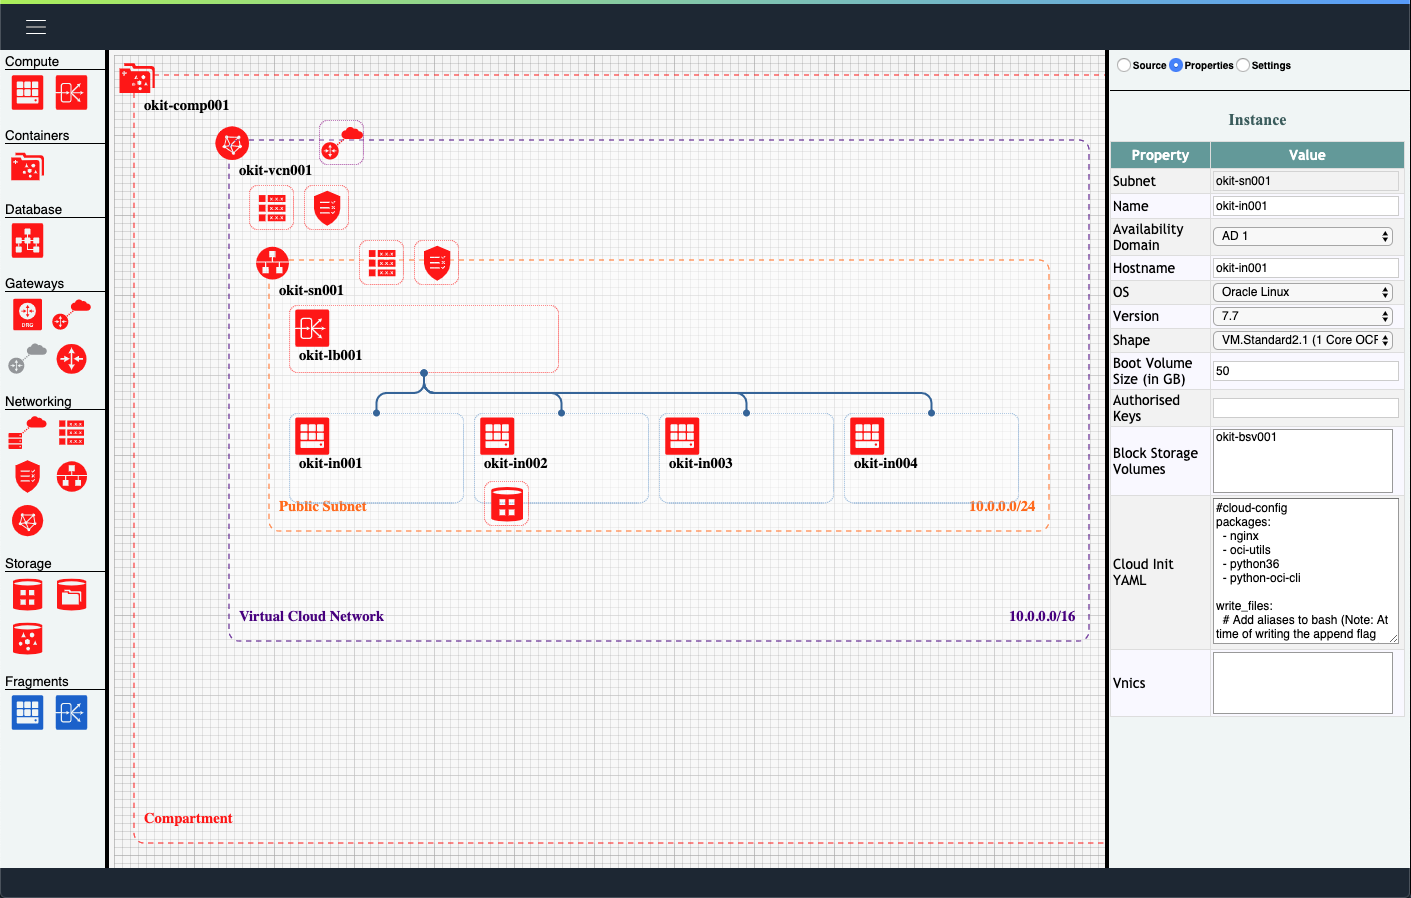 Compute
Containers
Database
Gateways
DRG
Networking
Storage
Fragments
okit-comp001
okit-vcn001
okit-sn001
okit-lb001
okit-in001
okit-in002
okit-in003
okit-in004
Public Subnet
10.0.0.0/24
Virtual Cloud Network
10.0.0.0/16
Compartment
Source Properties Settings
Instance
Property Value
Subnet okit-sn001
Name okit-in001
Availability
Domain
AD 1
Hostname okit-in001
OS Oracle Linux
Version 7.7
Shape VM.Standard2.1 (1 Core OCP
Boot Volume
Size (in GB)
50
Authorised
Keys
Block Storage
Volumes
okit-bsv001
Cloud Init
YAML
#cloud-config
packages:
- nginx
- oci-utils
- python36
- python-oci-cli
write_files:
# Add aliases to bash (Note: At
time of writing the append flag
Vnics